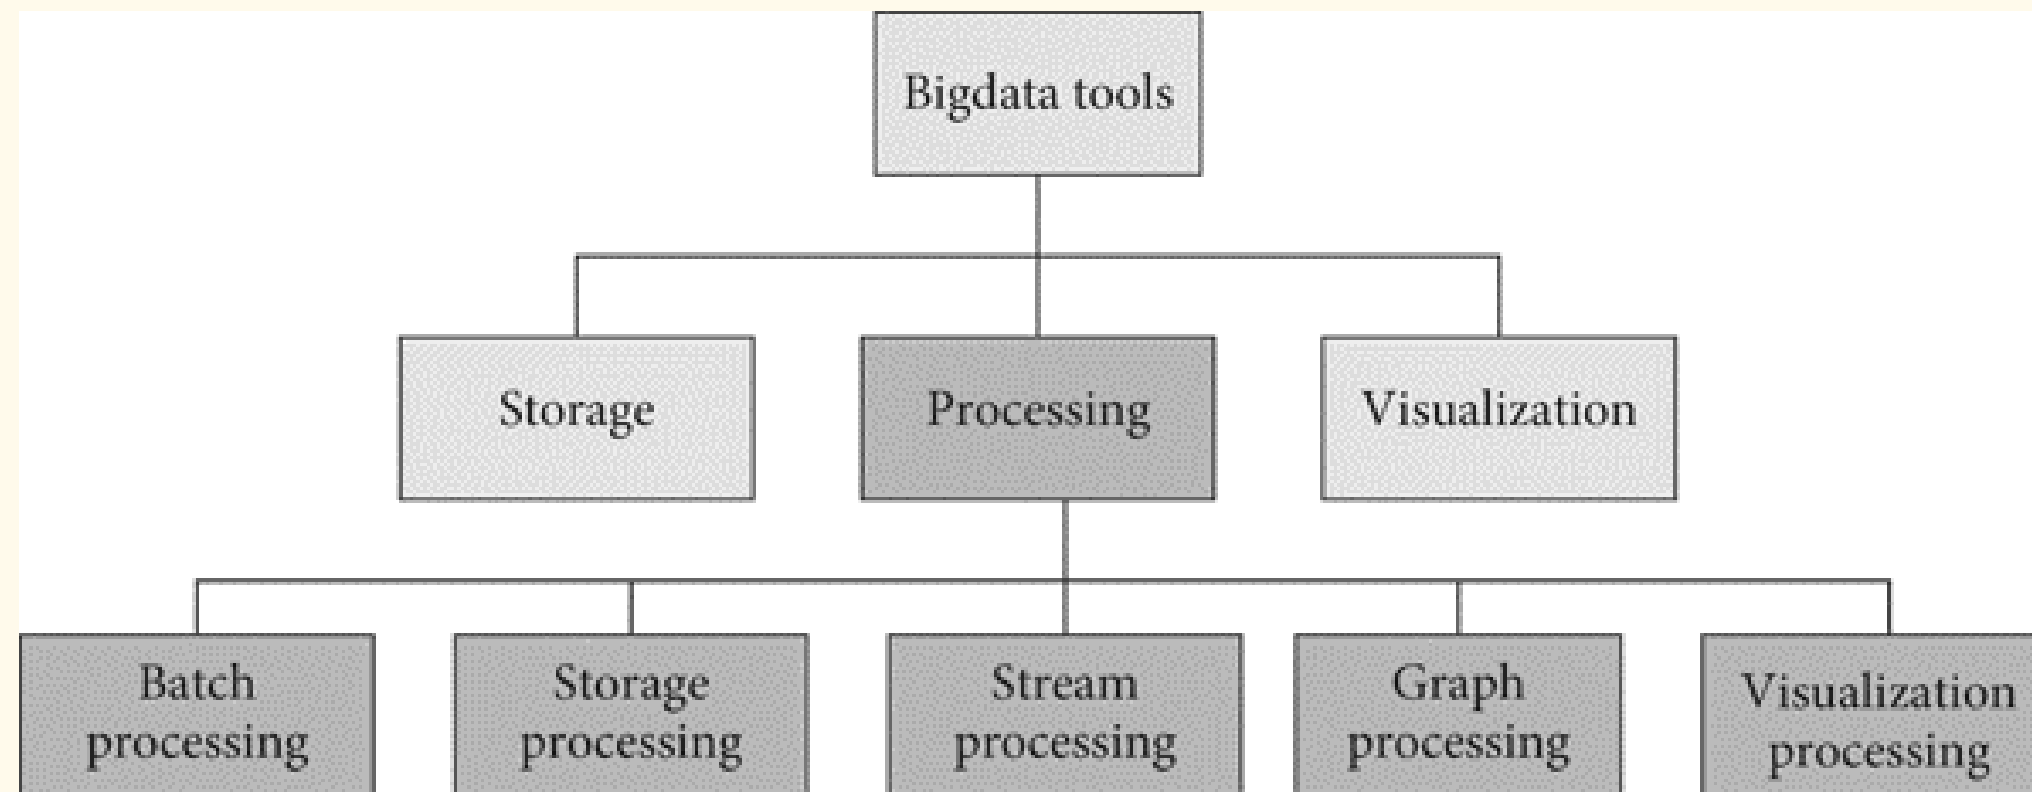 Bigdata tools
Storage
Processing
Visualization
Batch
processing
Storage
processing
Stream
processing
Graph
processing
Visualization
processing